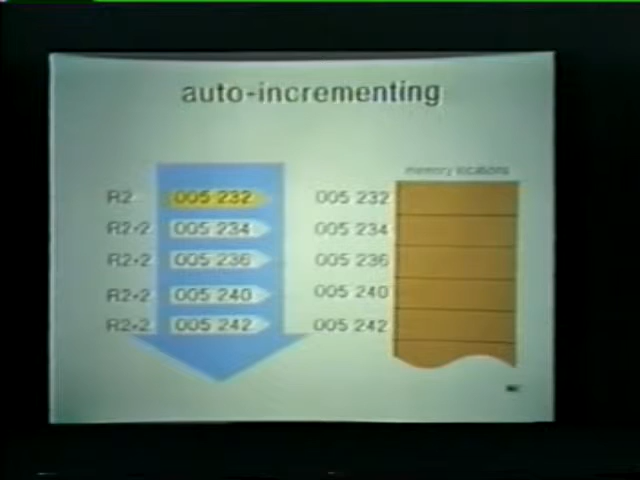 auto-incrementing
memory locations
R2 005 232 005 232
R2+2 005 234 005 234
R2+2 005 236 005 236
R2+2 005 240 005 240
R2+2 005 242 005 242